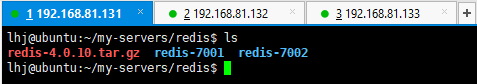 1 192.168.81.131 2 192.168.81.132 3 192.168.81.133
lhj@ubuntu:~/my-servers/redis$ ls
redis-4.0.10.tar.gz redis-7001 redis-7002
lhj@ubuntu:~/my-servers/redis$